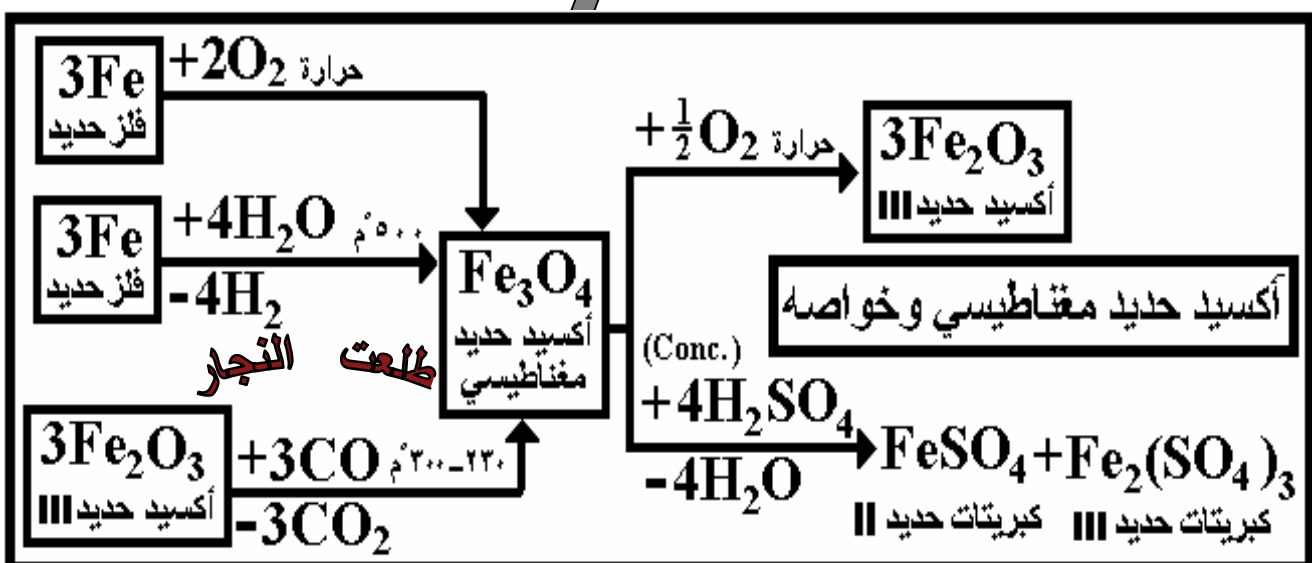 3Fe
فلز حديد
+2O₂ حرارة
3Fe
فلز حديد
+4H₂O ٥٠٠°م
-4H₂
طلعت النجار
3Fe₂O₃
أكسيد حديد III
+3CO ٢٣٠-٣٠٠°م
-3CO₂
Fe₃O₄
أكسيد حديد
مغناطيسي
+½O₂ حرارة
3Fe₂O₃
أكسيد حديد III
أكسيد حديد مغناطيسي وخواصه
(Conc.)
+4H₂SO₄
-4H₂O
FeSO₄+Fe₂(SO₄)₃
كبريتات حديد II
كبريتات حديد III